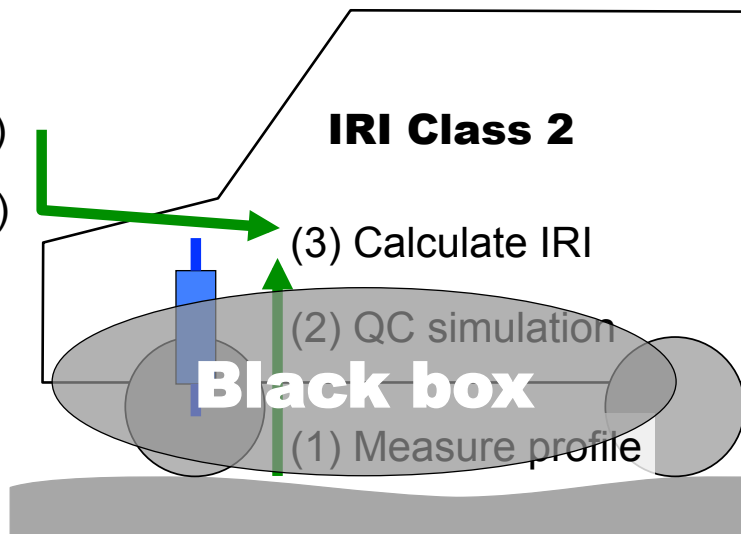 )
IRI Class 2
)
(3) Calculate IRI
(2) QC simulation
Black box
(1) Measure profile